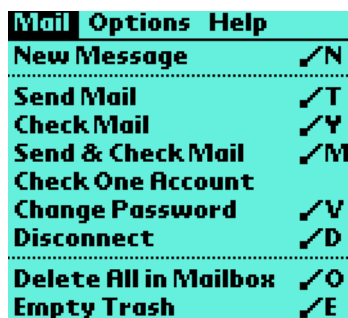 Mail Options Help
New Message /N
Send Mail /T
Check Mail /Y
Send & Check Mail /M
Check One Account
Change Password /V
Disconnect /D
Delete All in Mailbox /O
Empty Trash /E